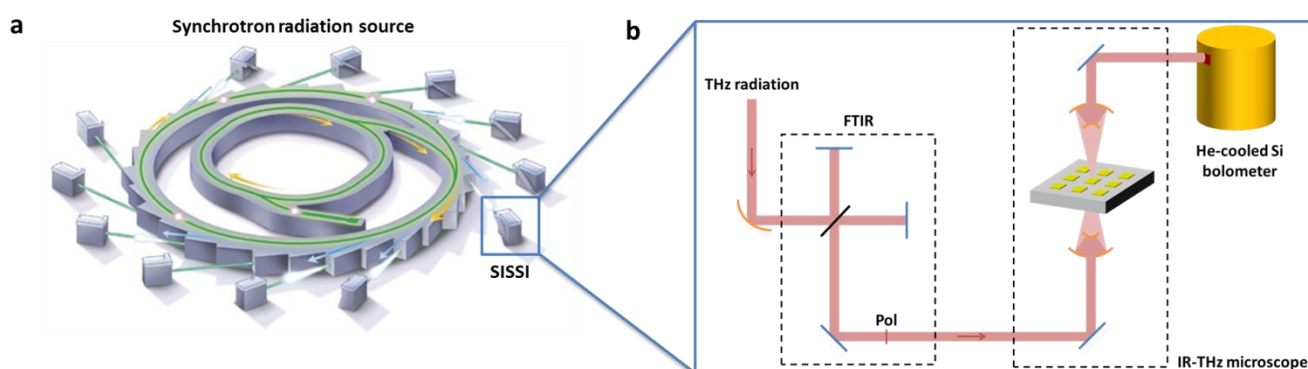 a
Synchrotron radiation source
SISSI
b
THz radiation
FTIR
Pol
He-cooled Si
bolometer
IR-THz microscope